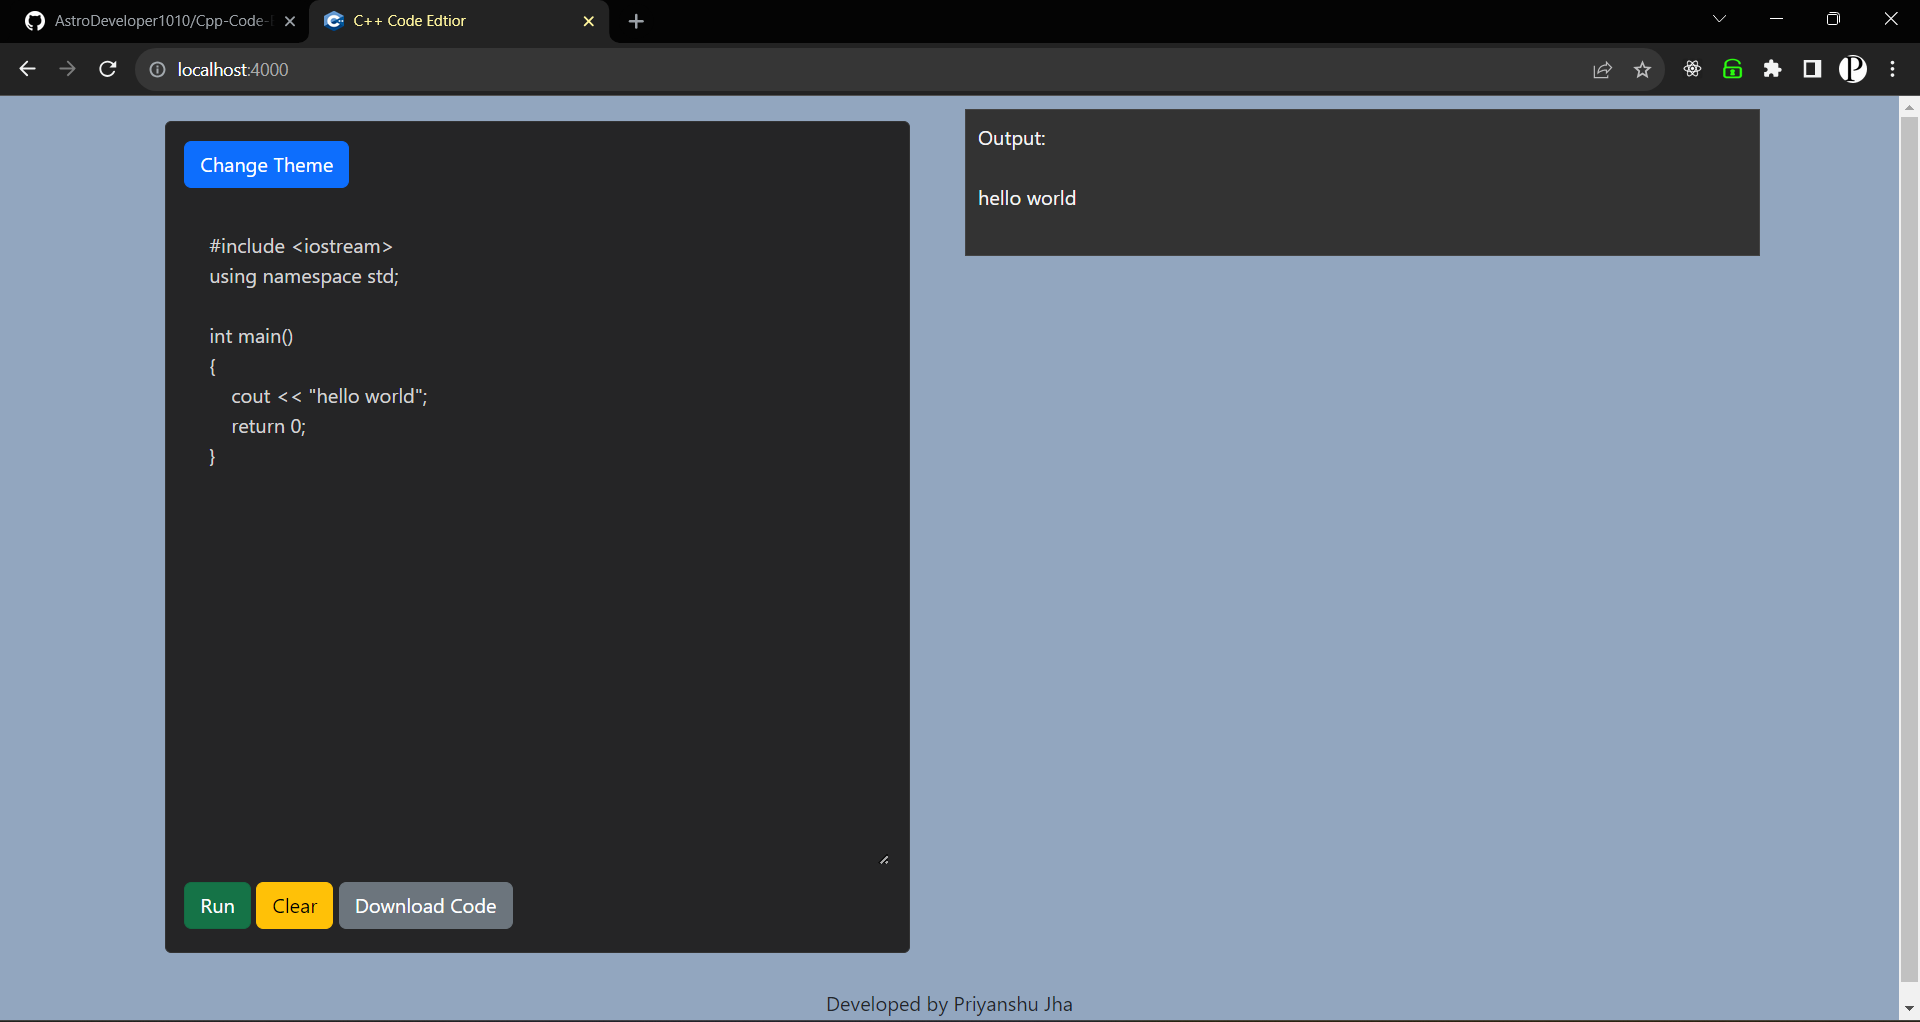 AstroDeveloper1010/Cpp-Code-
C++ Code Edtior
localhost:4000
Change Theme
#include <iostream>
using namespace std;
int main()
{
cout << "hello world";
return 0;
}
Run
Clear
Download Code
Output:
hello world
Developed by Priyanshu Jha